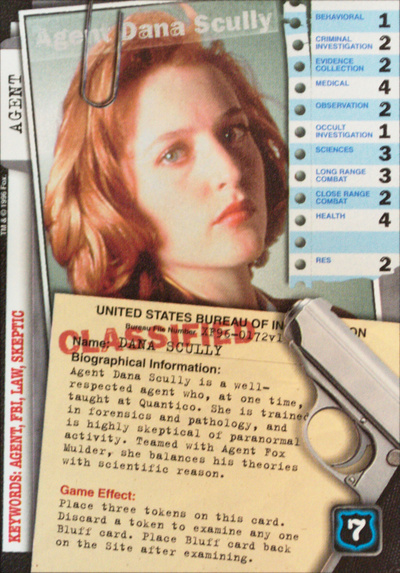 Agent Dana Scully
BEHAVIORAL 1
CRIMINAL INVESTIGATION 2
EVIDENCE COLLECTION 2
MEDICAL 4
OBSERVATION 2
OCCULT INVESTIGATION 1
SCIENCES 3
LONG RANGE COMBAT 3
CLOSE RANGE COMBAT 2
HEALTH 4
RES 2
AGENT
TM & © 1996 Fox.
KEYWORDS: AGENT, FBI, LAW, SKEPTIC
UNITED STATES BUREAU OF IN ON
Bureau File Number: XF96-0172v1
CLASSIFIED
Name: DANA SCULLY
Biographical Information:
Agent Dana Scully is a well-
respected agent who, at one time,
taught at Quantico. She is trained
in forensics and pathology, and
is highly skeptical of paranormal
activity. Teamed with Agent Fox
Mulder, she balances his theories
with scientific reason.
Game Effect:
Place three tokens on this card.
Discard a token to examine any one
Bluff card. Place Bluff card back
on the Site after examining.
7